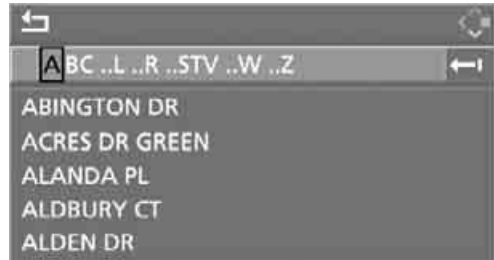 ABC ..L ..R ..STV ..W ..Z
ABINGTON DR
ACRES DR GREEN
ALANDA PL
ALDBURY CT
ALDEN DR